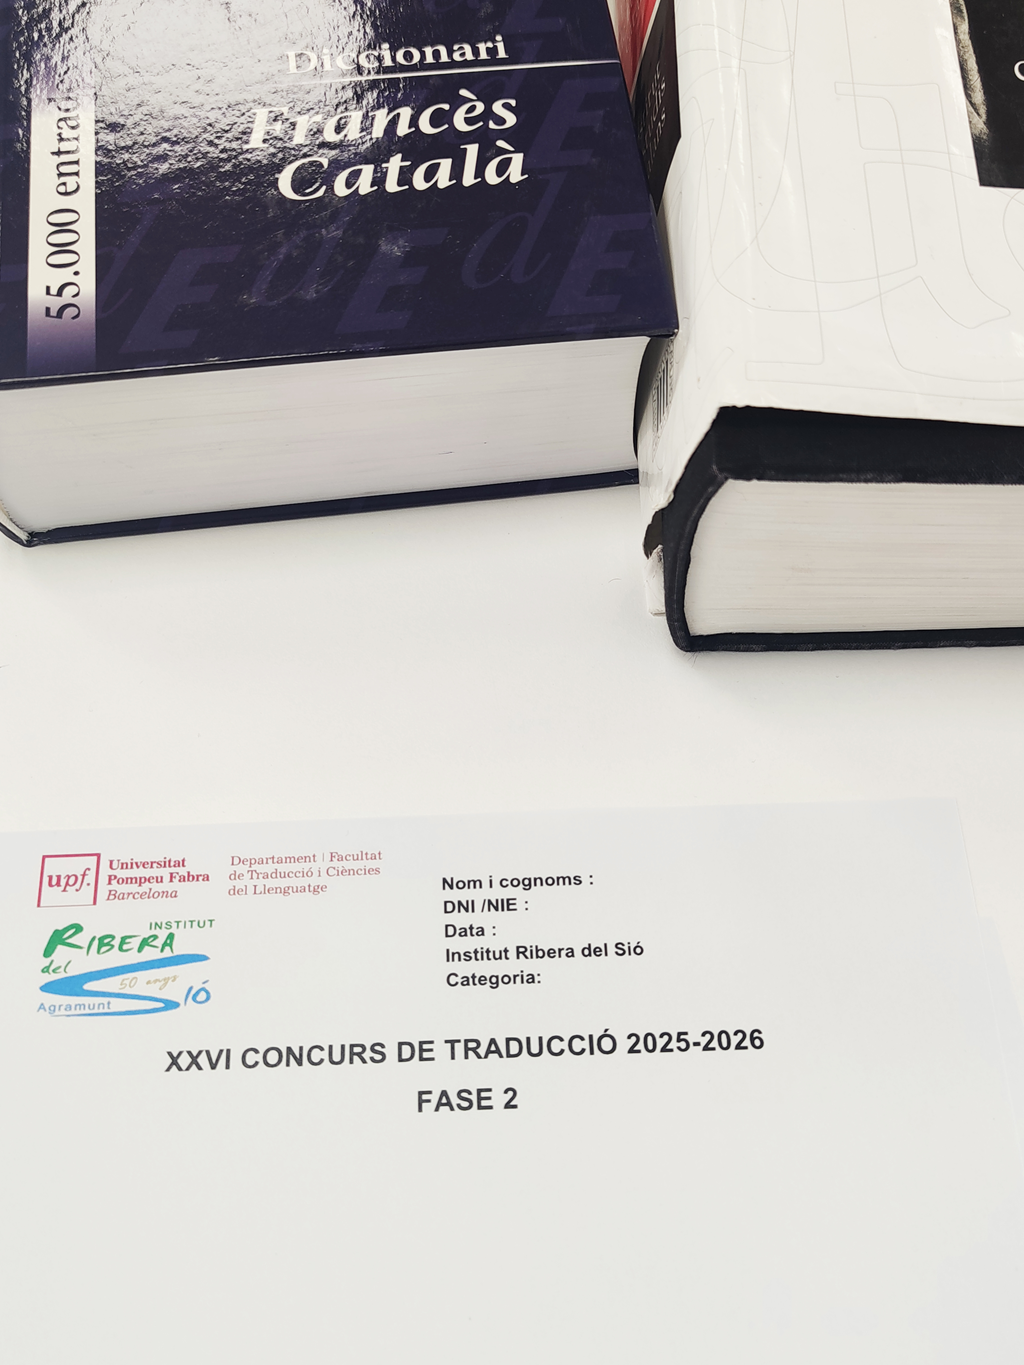 Diccionari
Francès
Català
55.000 entrad
upf.
Universitat
Pompeu Fabra
Barcelona
Departament | Facultat
de Traducció i Ciències
del Llenguatge
INSTITUT
RIBERA
del
SIÓ
50 anys
Agramunt
Nom i cognoms :
DNI /NIE :
Data :
Institut Ribera del Sió
Categoria:
XXVI CONCURS DE TRADUCCIÓ 2025-2026
FASE 2